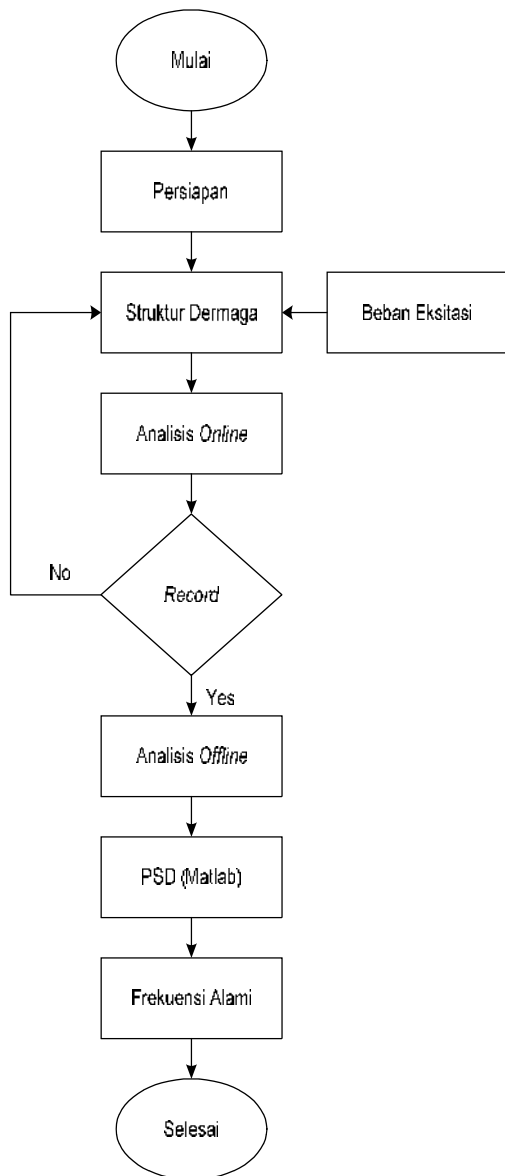 Mulai
Persiapan
Struktur Dermaga
Beban Eksitasi
Analisis Online
No
Record
Yes
Analisis Offline
PSD (Matlab)
Frekuensi Alami
Selesai